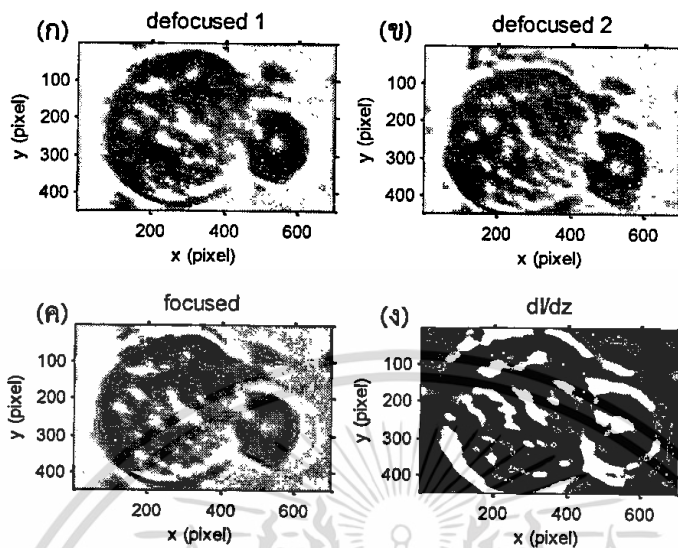 (ก) defocused 1
(ข) defocused 2
y (pixel)
100
200
300
400
200 400 600
x (pixel)
y (pixel)
100
200
300
400
200 400 600
x (pixel)
(ค) focused
(ง) dI/dz
y (pixel)
100
200
300
400
200 400 600
x (pixel)
y (pixel)
100
200
300
400
200 400 600
x (pixel)